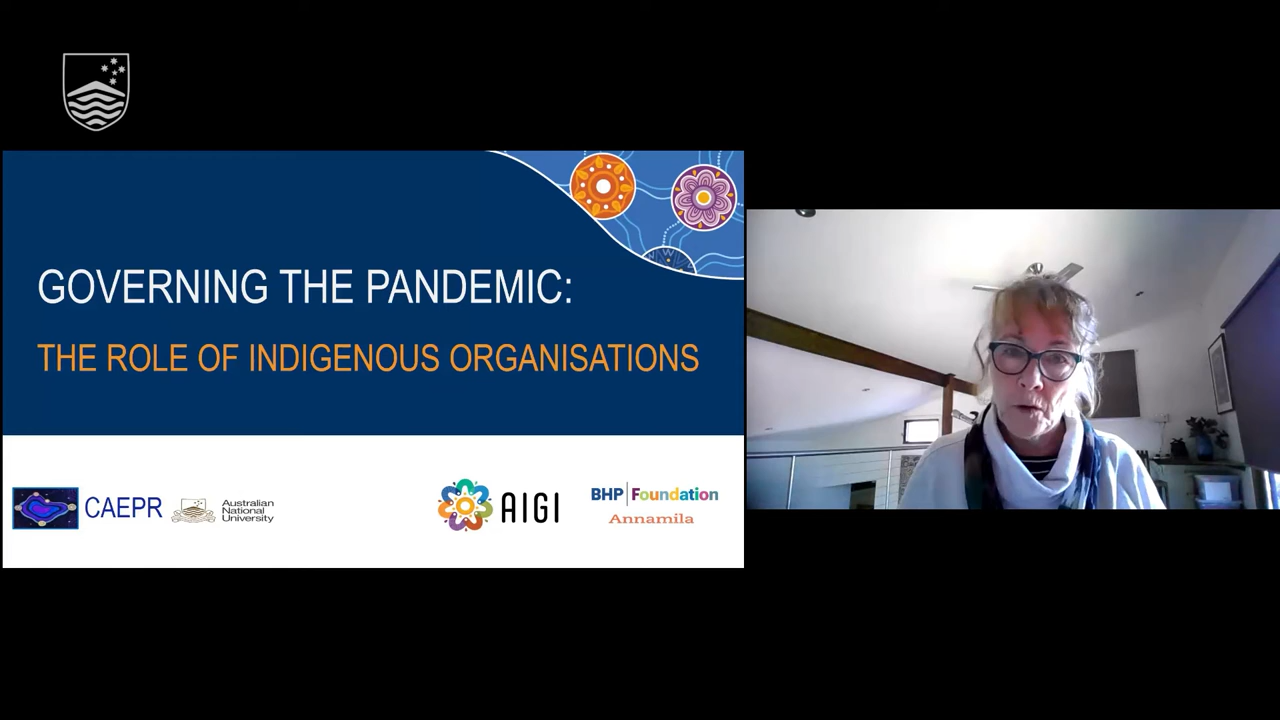 GOVERNING THE PANDEMIC:
THE ROLE OF INDIGENOUS ORGANISATIONS
CAEPR
Australian
National
University
AIGI
BHP Foundation
Annamila